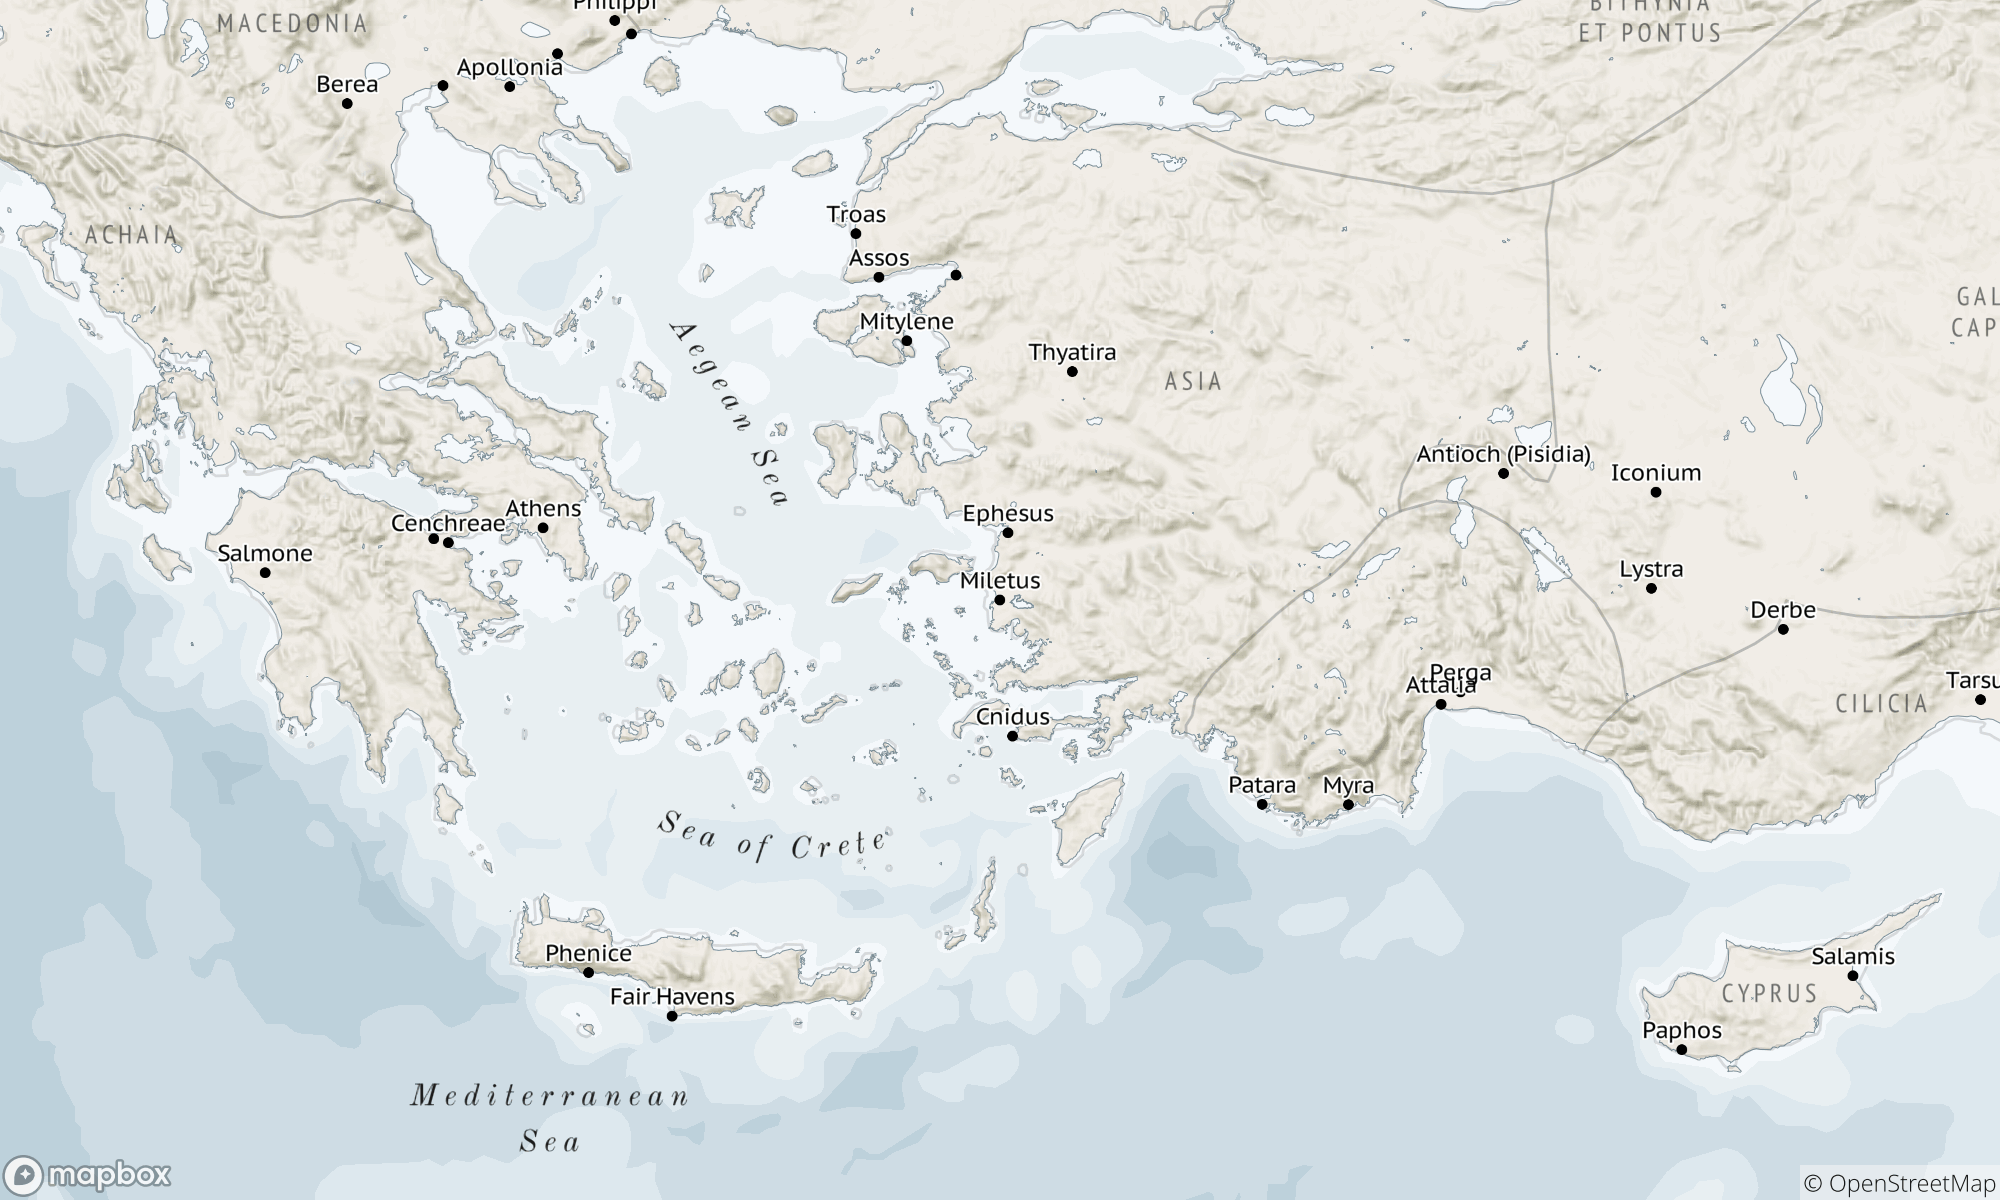 Philippi
MACEDONIA
BITHYNIA
ET PONTUS
Apollonia
Berea
Troas
ACHAIA
Assos
GAL
CAP
Mitylene
Aegean Sea
Thyatira
ASIA
Antioch (Pisidia)
Iconium
Athens
Ephesus
Cenchreae
Salmone
Lystra
Miletus
Derbe
Perga
Tarsu
Attalia
CILICIA
Cnidus
Patara
Myra
Sea of Crete
Phenice
Salamis
CYPRUS
Fair Havens
Paphos
Mediterranean
Sea
mapbox
© OpenStreetMap